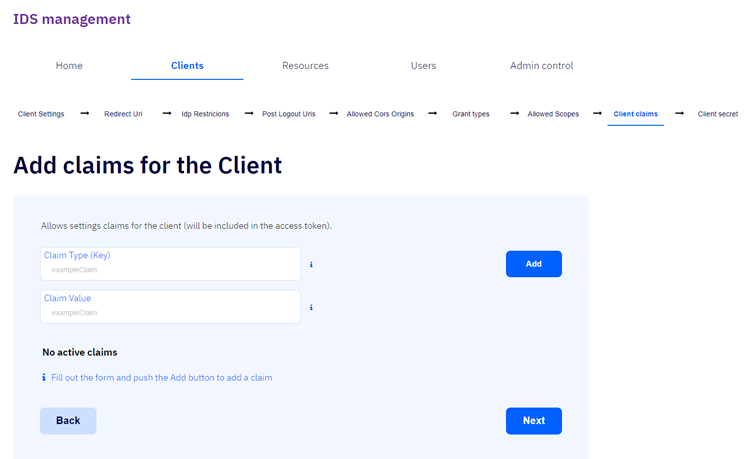 IDS management
Home Clients Resources Users Admin control
Client Settings Redirect Uri Idp Restricions Post Logout Uris Allowed Cors Origins Grant types Allowed Scopes Client claims Client secret
Add claims for the Client
Allows settings claims for the client (will be included in the access token).
Claim Type (Key)
exampleClaim
Add
Claim Value
exampleClaim
No active claims
Fill out the form and push the Add button to add a claim
Back Next